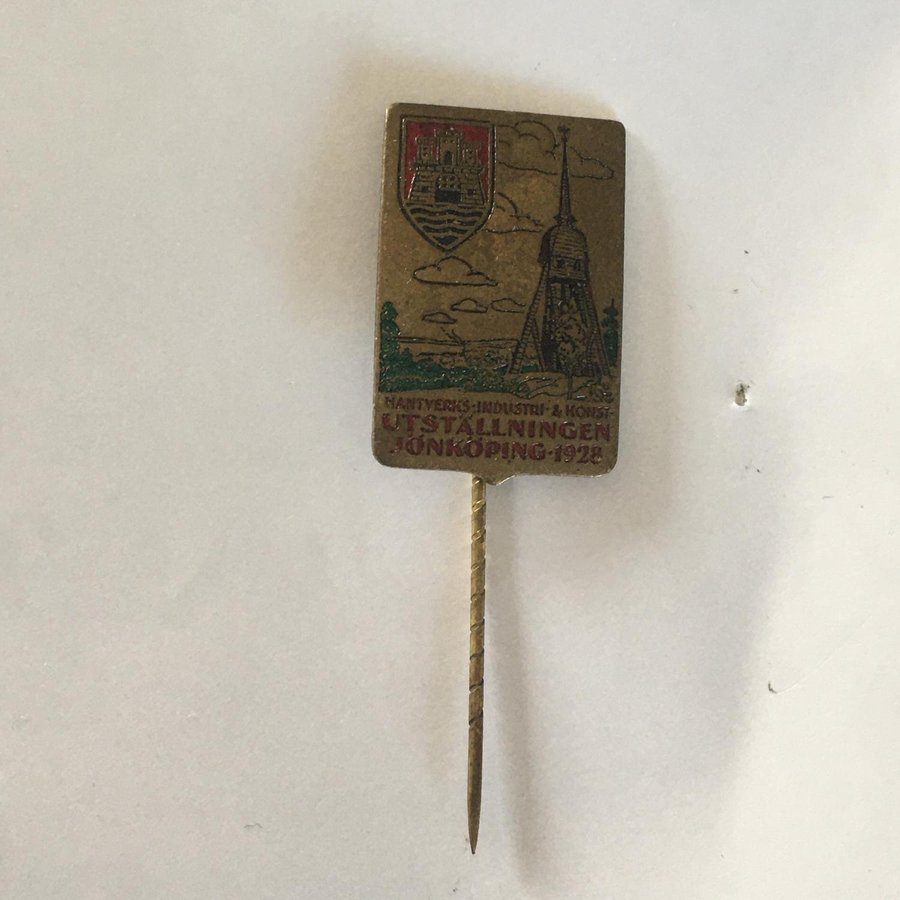 HANTVERKS-INDUSTRI-& KONST-
UTSTÄLLNINGEN
JÖNKÖPING·1928